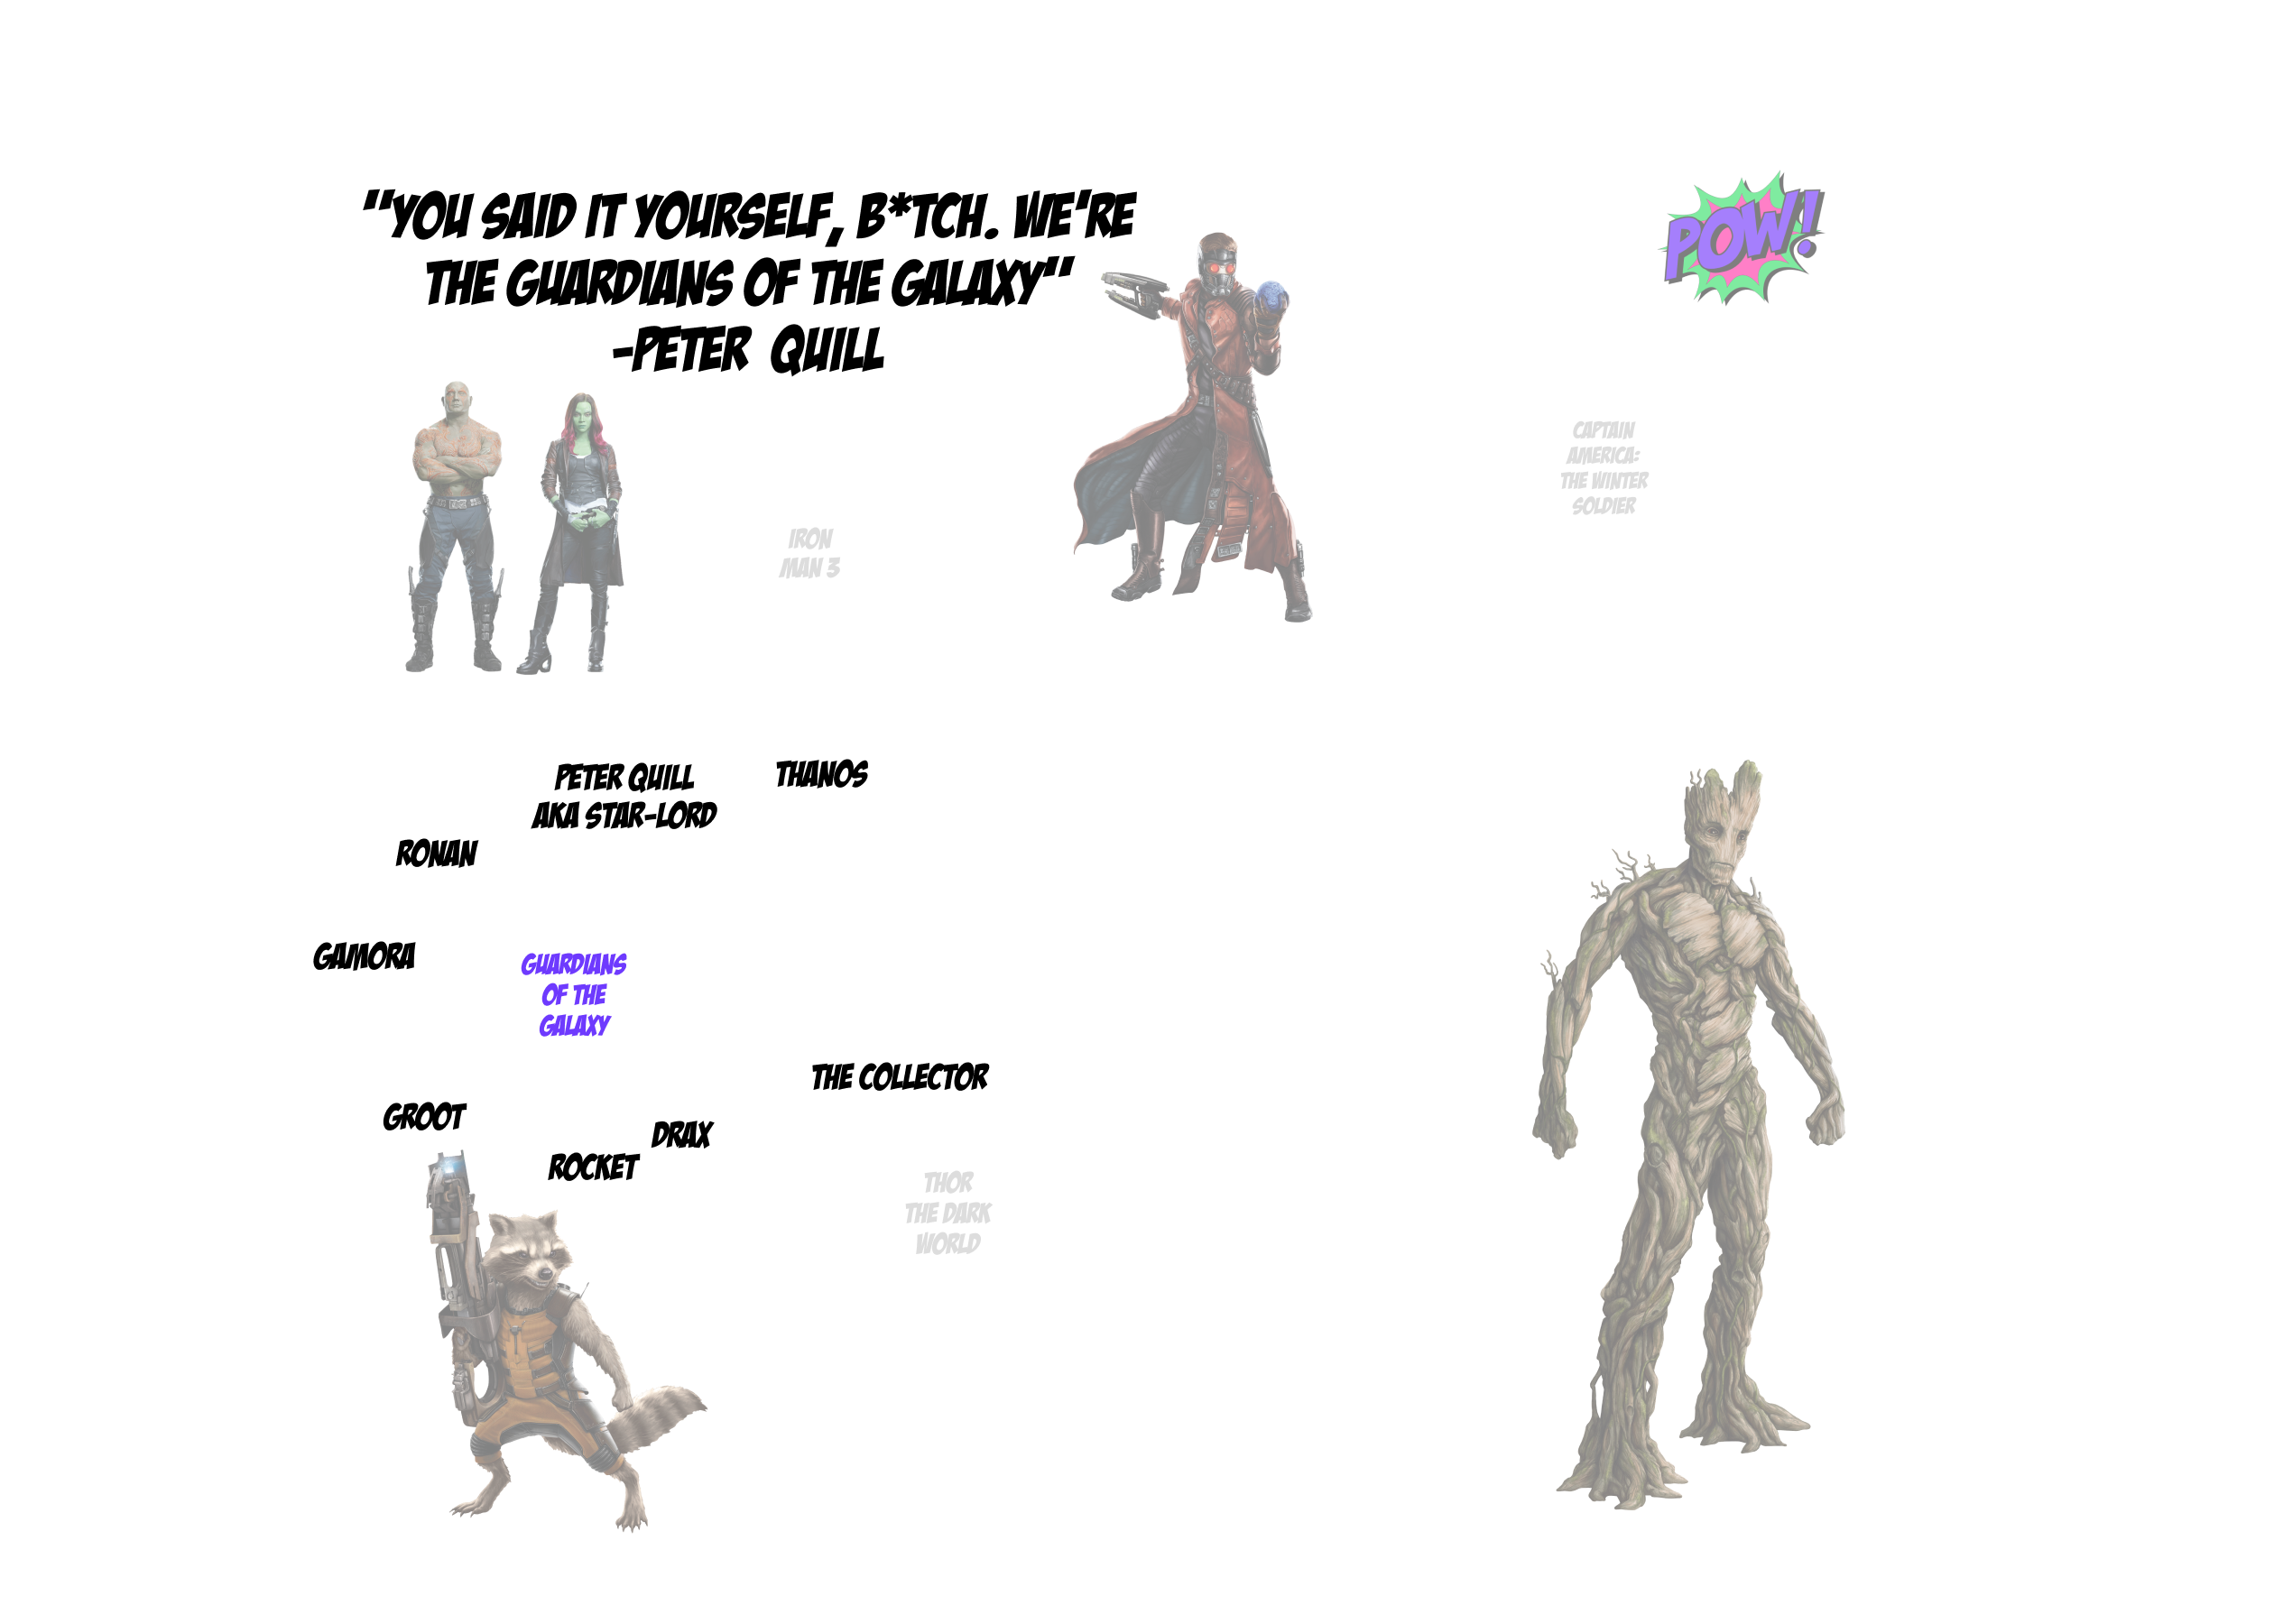 "YOU SAID IT YOURSELF, B*TCH. WE'RE
THE GUARDIANS OF THE GALAXY"
-PETER QUILL
POW!
CAPTAIN
AMERICA:
THE WINTER
SOLDIER
IRON
MAN 3
PETER QUILL
AKA STAR-LORD
THANOS
RONAN
GAMORA
GUARDIANS
OF THE
GALAXY
THE COLLECTOR
GROOT
DRAX
ROCKET
THOR
THE DARK
WORLD